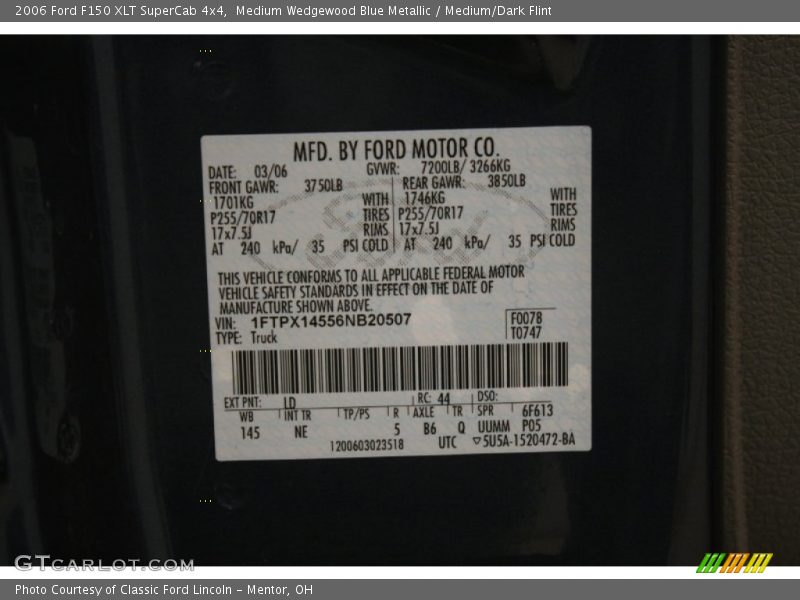 2006 Ford F150 XLT SuperCab 4x4, Medium Wedgewood Blue Metallic / Medium/Dark Flint
MFD. BY FORD MOTOR CO.
DATE: 03/06 GVWR: 7200LB/ 3266KG
FRONT GAWR: 3750LB REAR GAWR: 3850LB
1701KG WITH 1746KG WITH
P255/70R17 TIRES P255/70R17 TIRES
17x7.5J RIMS 17x7.5J RIMS
AT 240 kPa/ 35 PSI COLD AT 240 kPa/ 35 PSI COLD
THIS VEHICLE CONFORMS TO ALL APPLICABLE FEDERAL MOTOR
VEHICLE SAFETY STANDARDS IN EFFECT ON THE DATE OF
MANUFACTURE SHOWN ABOVE.
VIN: 1FTPX14556NB20507 F0078
TYPE: Truck T0747
EXT PNT: LD RC: 44 DSO:
WB INT TR TP/PS R AXLE TR SPR 6F613
145 NE 5 B6 Q UUMM P05
1200603023518 UTC ▽5U5A-1520472-BA
GTCARLOT.COM
Photo Courtesy of Classic Ford Lincoln – Mentor, OH